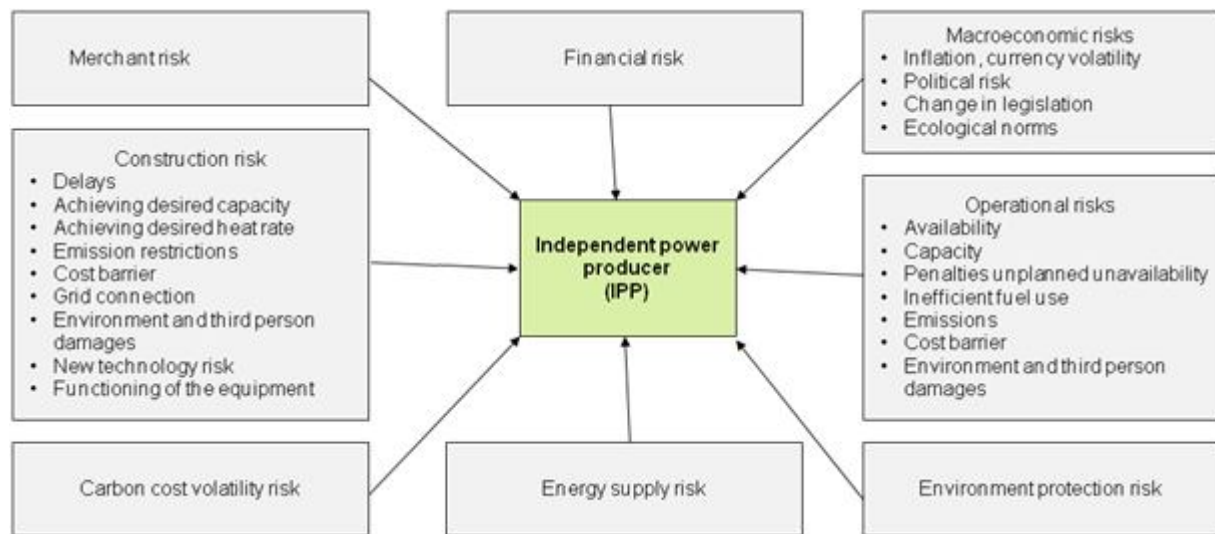 Merchant risk
Financial risk
Macroeconomic risks
• Inflation, currency volatility
• Political risk
• Change in legislation
• Ecological norms
Construction risk
• Delays
• Achieving desired capacity
• Achieving desired heat rate
• Emission restrictions
• Cost barrier
• Grid connection
• Environment and third person
damages
• New technology risk
• Functioning of the equipment
Independent power
producer
(IPP)
Operational risks
• Availability
• Capacity
• Penalties unplanned unavailability
• Inefficient fuel use
• Emissions
• Cost barrier
• Environment and third person
damages
Carbon cost volatility risk
Energy supply risk
Environment protection risk